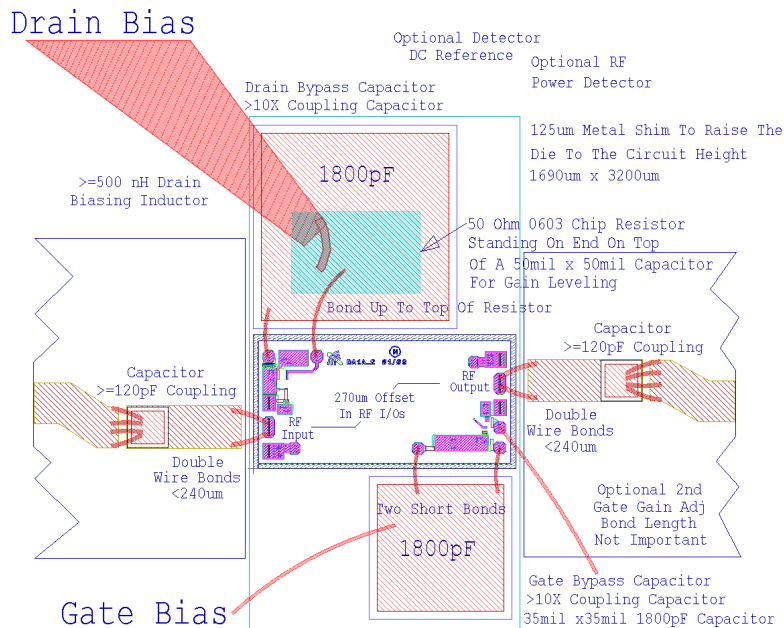 Drain Bias
Optional Detector
DC Reference
Optional RF
Power Detector
Drain Bypass Capacitor
>10X Coupling Capacitor
125um Metal Shim To Raise The
Die To The Circuit Height
1690um x 3200um
1800pF
>=500 nH Drain
Biasing Inductor
50 Ohm 0603 Chip Resistor
Standing On End On Top
Of A 50mil x 50mil Capacitor
For Gain Leveling
Bond Up To Top Of Resistor
Capacitor
>=120pF Coupling
Capacitor
>=120pF Coupling
RF
Output
270um Offset
In RF I/Os
RF
Input
Double
Wire Bonds
<240um
Double
Wire Bonds
<240um
Two Short Bonds
1800pF
Optional 2nd
Gate Gain Adj
Bond Length
Not Important
Gate Bias
Gate Bypass Capacitor
>10X Coupling Capacitor
35mil x35mil 1800pF Capacitor